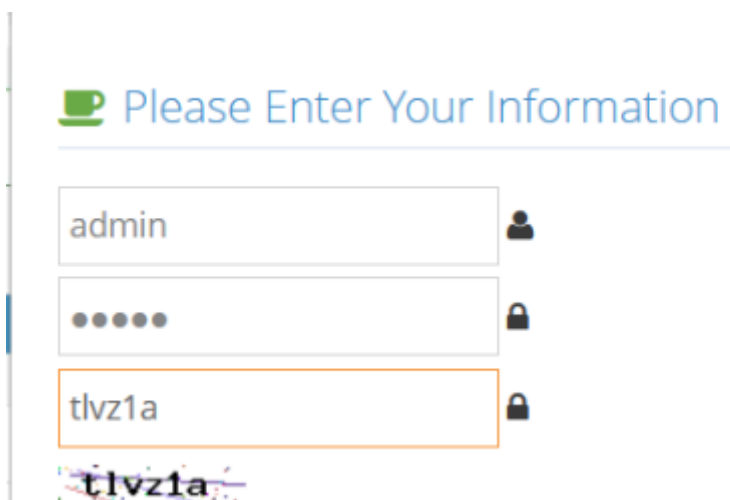 Please Enter Your Information
admin
●●●●●
tlvz1a
tlvz1a